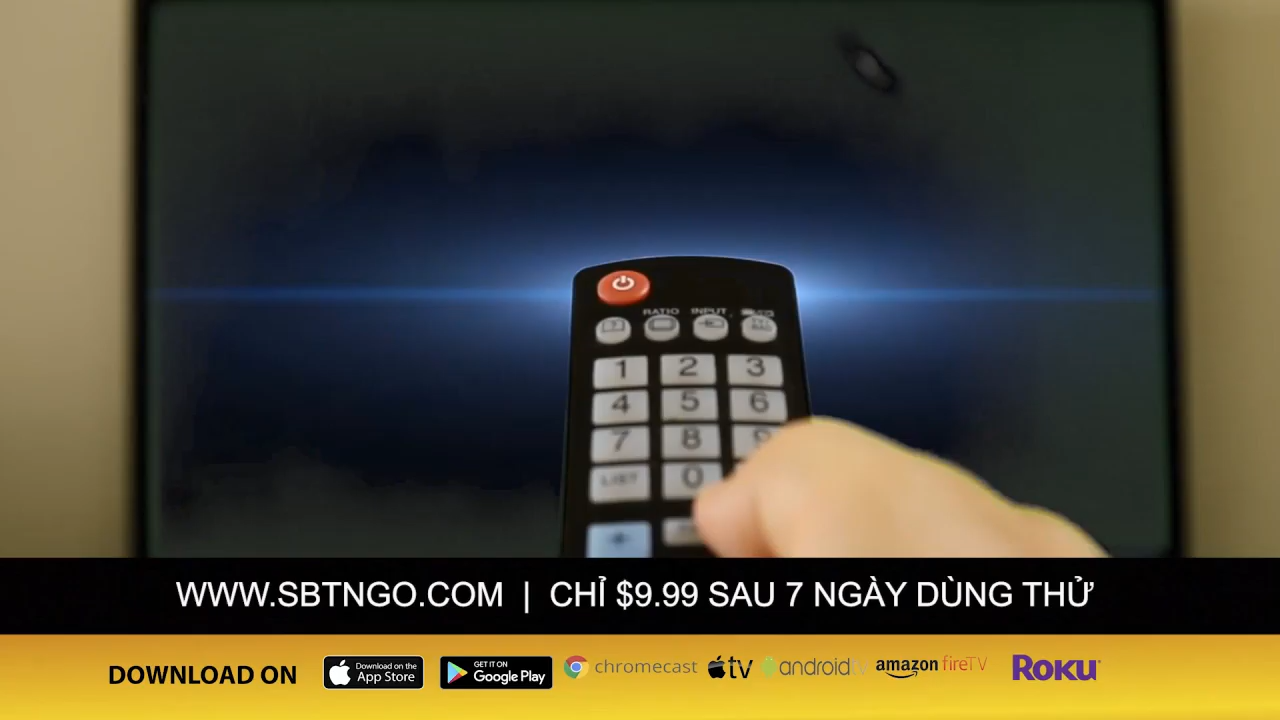 RATIO INPUT
1 2 3
4 5 6
7 8 9
LIST 0
WWW.SBTNGO.COM | CHỈ $9.99 SAU 7 NGÀY DÙNG THỬ
DOWNLOAD ON
Download on the
App Store
GET IT ON
Google Play
chromecast
tv
androidtv
amazon fireTV
ROKU